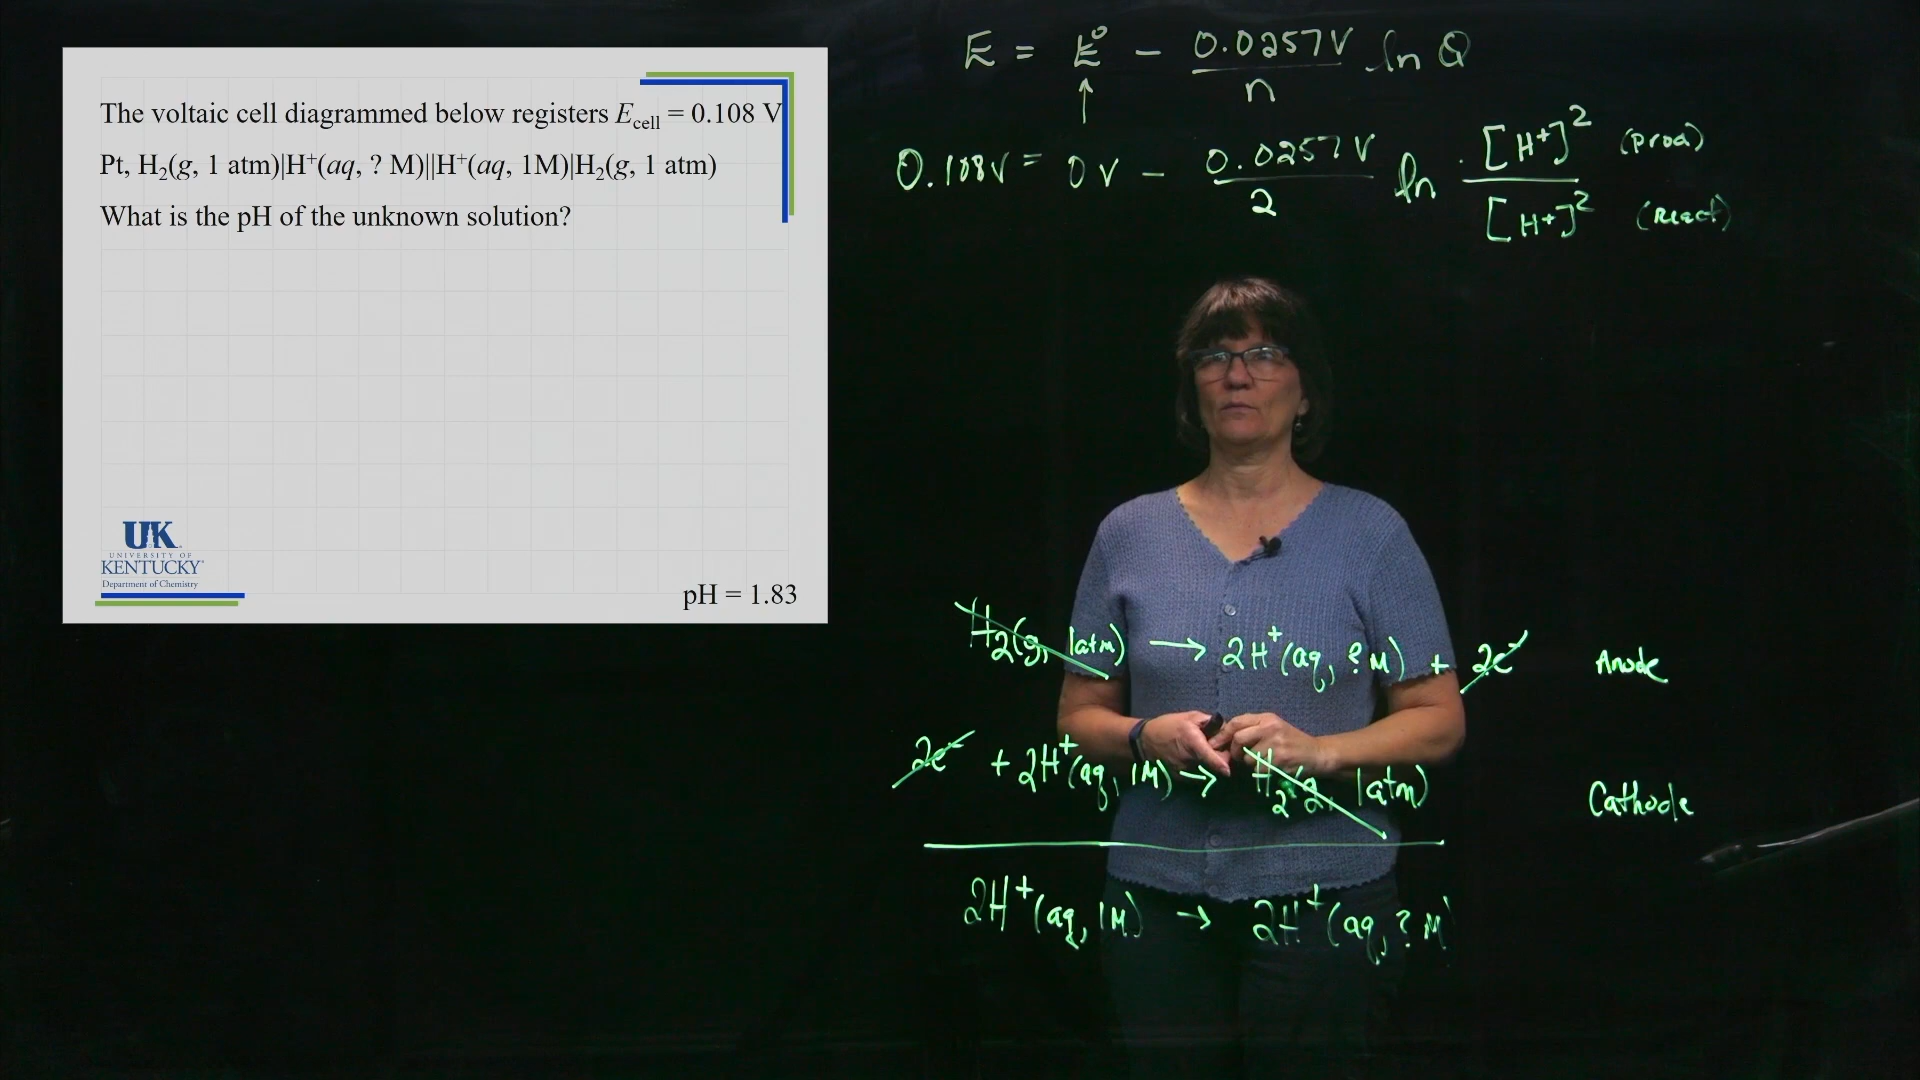 The voltaic cell diagrammed below registers Ecell = 0.108 V
Pt, H₂(g, 1 atm)|H⁺(aq, ? M)||H⁺(aq, 1M)|H₂(g, 1 atm)
What is the pH of the unknown solution?
UK
UNIVERSITY OF
KENTUCKY
Department of Chemistry
pH = 1.83
E = E° − 0.0257V/n ln Q
↑
0.108V = 0V − 0.0257V/2 ln [H⁺]² (prod) / [H⁺]² (react)
H₂(g, 1atm) → 2H⁺(aq, ?M) + 2e⁻ Anode
2e⁻ + 2H⁺(aq, 1M) → H₂(g, 1atm) Cathode
2H⁺(aq, 1M) → 2H⁺(aq, ?M)